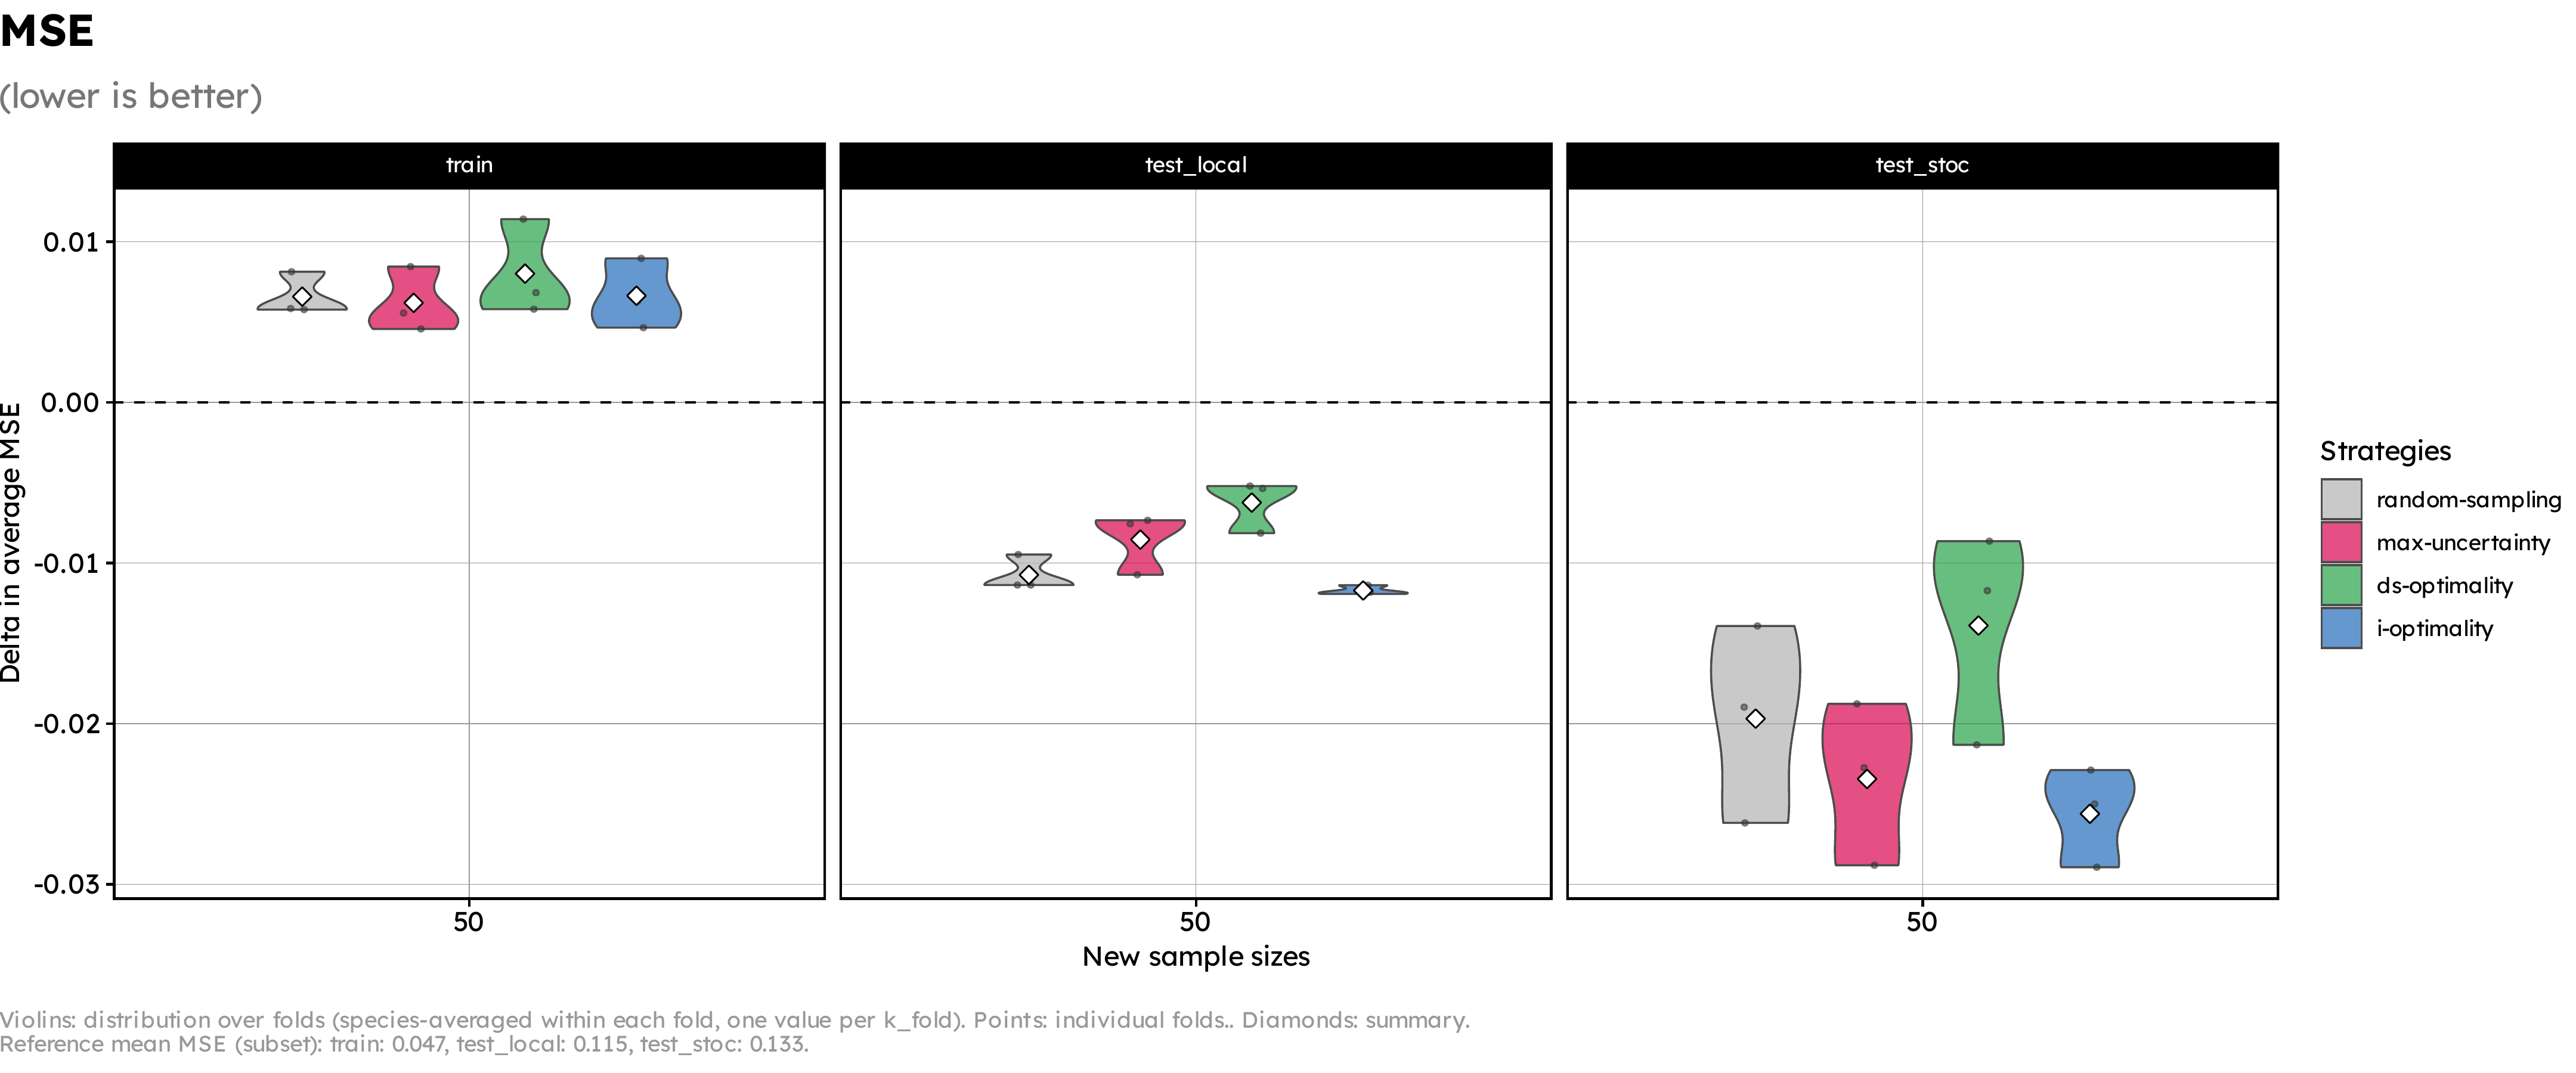 MSE
(lower is better)
train
test_local
test_stoc
0.01
0.00
-0.01
-0.02
-0.03
Delta in average MSE
50
50
50
New sample sizes
Strategies
random-sampling
max-uncertainty
ds-optimality
i-optimality
Violins: distribution over folds (species-averaged within each fold, one value per k_fold). Points: individual folds.. Diamonds: summary.
Reference mean MSE (subset): train: 0.047, test_local: 0.115, test_stoc: 0.133.